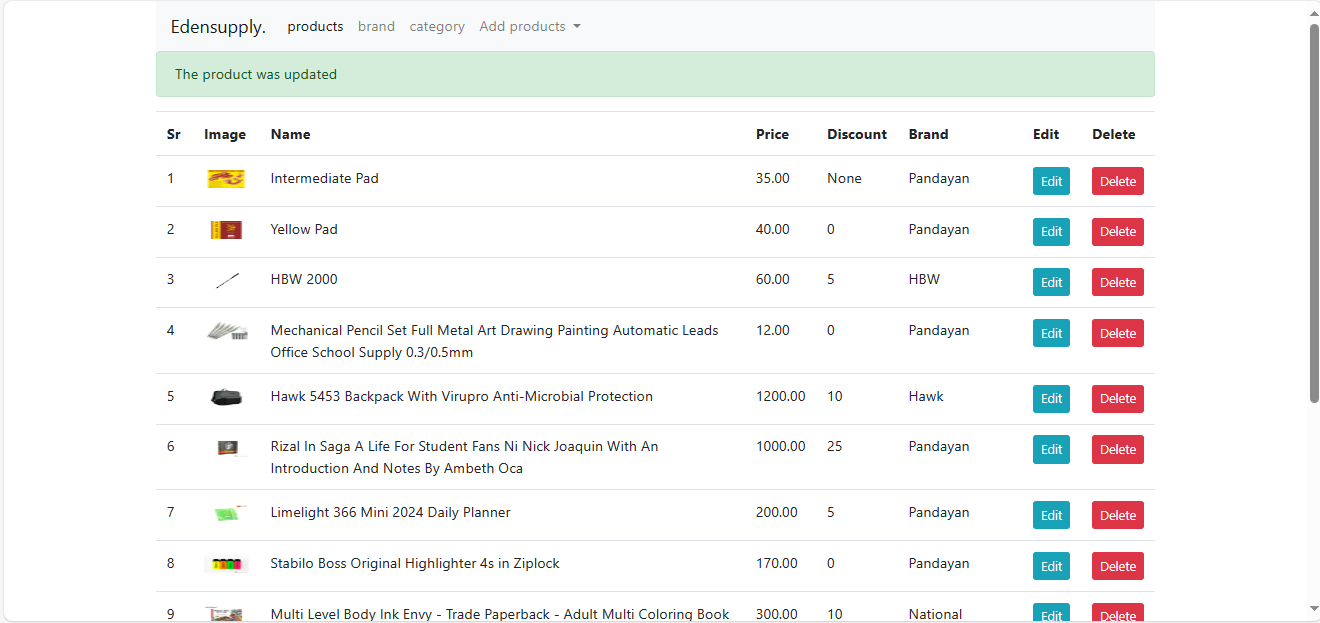 Edensupply. products brand category Add products
The product was updated
Sr Image Name Price Discount Brand Edit Delete
1 Intermediate Pad 35.00 None Pandayan Edit Delete
2 Yellow Pad 40.00 0 Pandayan Edit Delete
3 HBW 2000 60.00 5 HBW Edit Delete
4 Mechanical Pencil Set Full Metal Art Drawing Painting Automatic Leads 12.00 0 Pandayan Edit Delete
Office School Supply 0.3/0.5mm
5 Hawk 5453 Backpack With Virupro Anti-Microbial Protection 1200.00 10 Hawk Edit Delete
6 Rizal In Saga A Life For Student Fans Ni Nick Joaquin With An 1000.00 25 Pandayan Edit Delete
Introduction And Notes By Ambeth Oca
7 Limelight 366 Mini 2024 Daily Planner 200.00 5 Pandayan Edit Delete
8 Stabilo Boss Original Highlighter 4s in Ziplock 170.00 0 Pandayan Edit Delete
9 Multi Level Body Ink Envy - Trade Paperback - Adult Multi Coloring Book 300.00 10 National Edit Delete